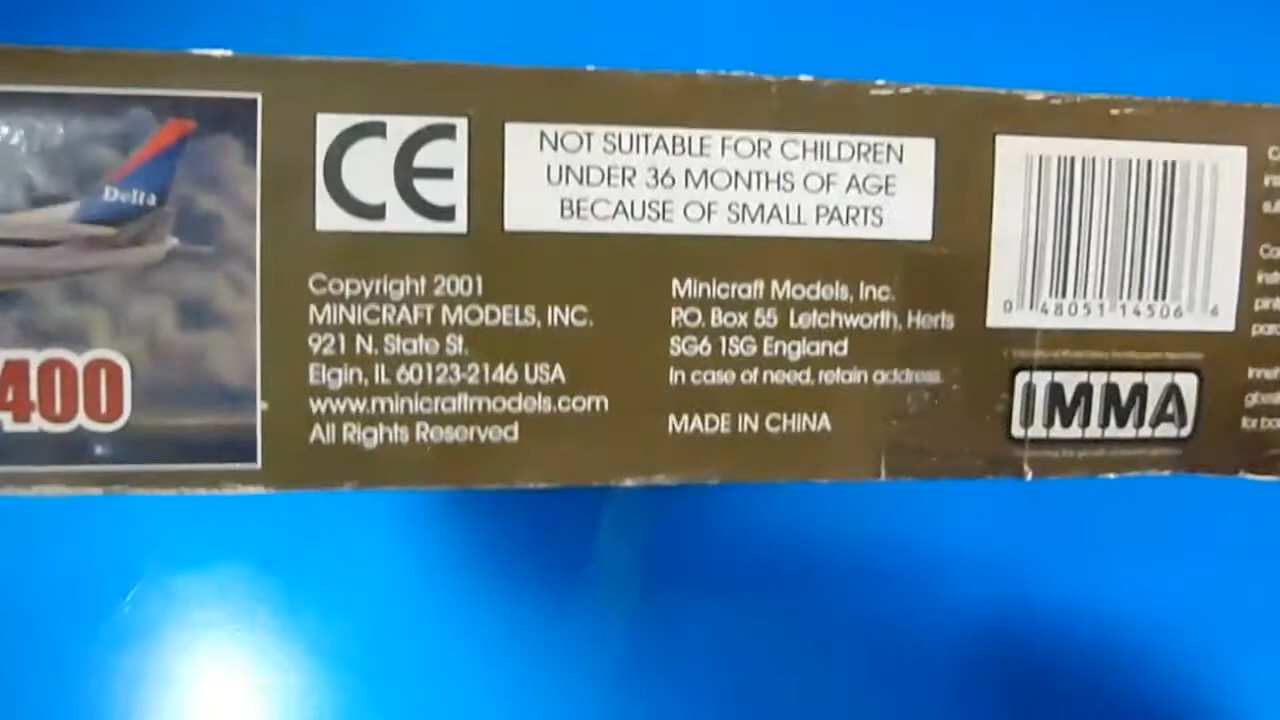 Delta
400
CE
NOT SUITABLE FOR CHILDREN
UNDER 36 MONTHS OF AGE
BECAUSE OF SMALL PARTS
Copyright 2001
MINICRAFT MODELS, INC.
921 N. State St.
Elgin, IL 60123-2146 USA
www.minicraftmodels.com
All Rights Reserved
Minicraft Models, Inc.
P.O. Box 55 Letchworth, Herts
SG6 1SG England
In case of need, retain address.
MADE IN CHINA
0 48051 14506 6
IMMA